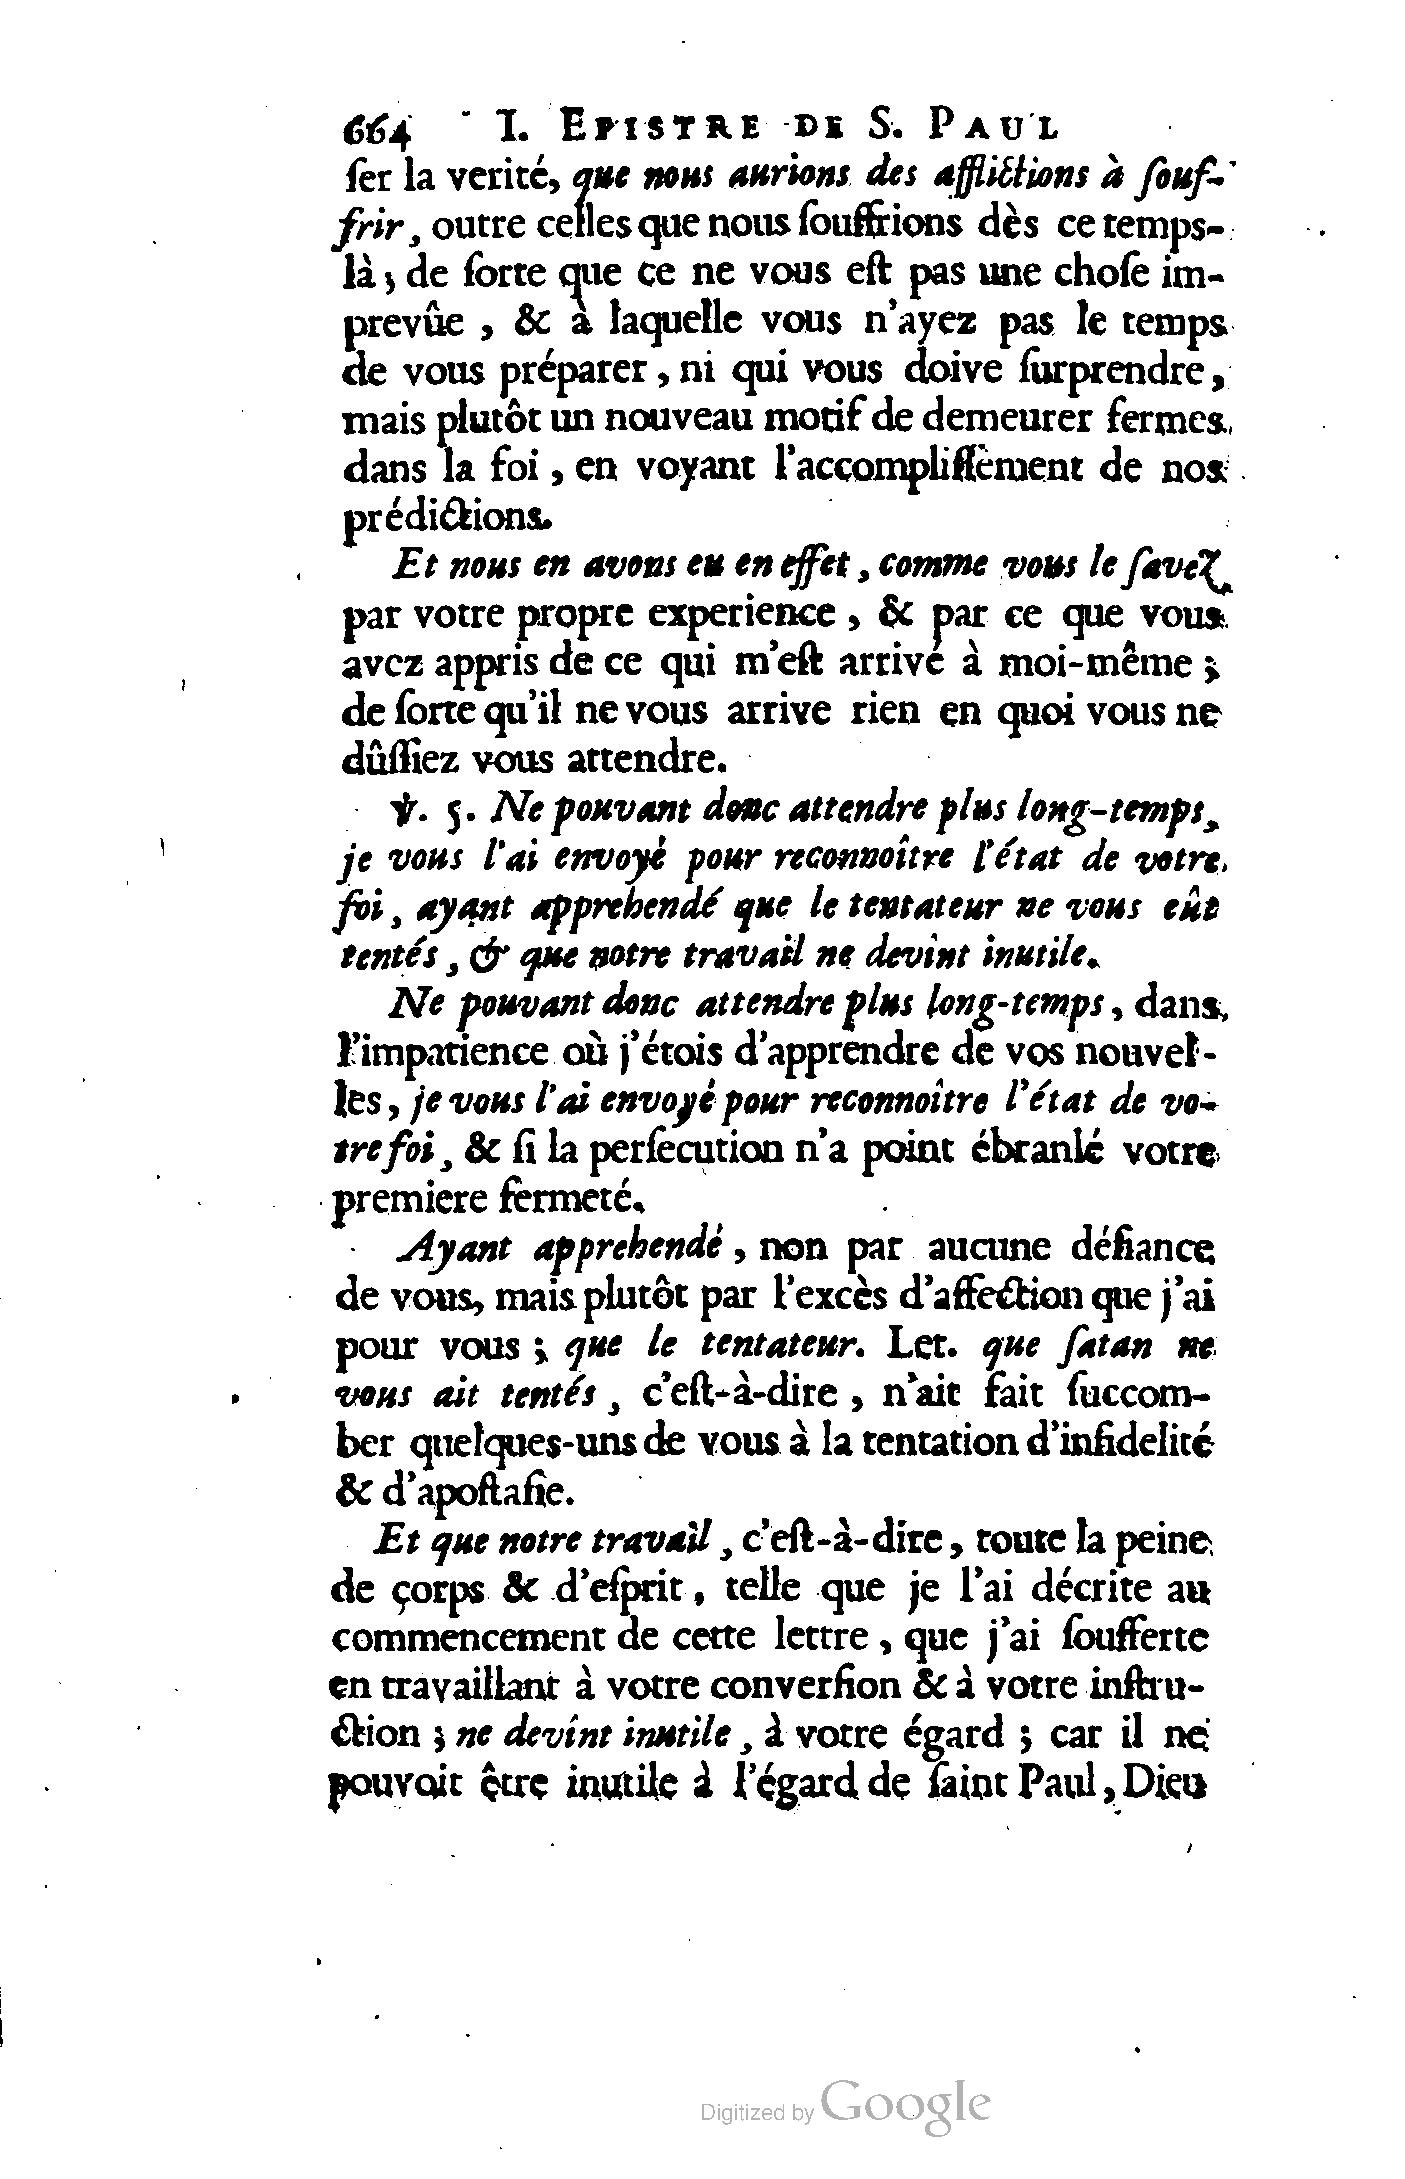 664 I. EPISTRE DE S. PAUL
ſer la verité, que nous aurions des afflictions à ſouf-
frir, outre celles que nous ſouffrions dès ce temps-
là; de ſorte que ce ne vous eſt pas une choſe im-
prevûe, & à laquelle vous n'ayez pas le temps
de vous préparer, ni qui vous doive ſurprendre,
mais plutôt un nouveau motif de demeurer fermes
dans la foi, en voyant l'accompliſſement de nos
prédictions.
Et nous en avons eu en effet, comme vous le ſavez
par votre propre experience, & par ce que vous
avez appris de ce qui m'eſt arrivé à moi-même;
de ſorte qu'il ne vous arrive rien en quoi vous ne
dûſſiez vous attendre.
℣. 5. Ne pouvant donc attendre plus long-temps,
je vous l'ai envoyé pour reconnoître l'état de votre
foi, ayant apprehendé que le tentateur ne vous eût
tentés, & que notre travail ne devînt inutile.
Ne pouvant donc attendre plus long-temps, dans
l'impatience où j'étois d'apprendre de vos nouvel-
les, je vous l'ai envoyé pour reconnoître l'état de vo-
tre foi, & ſi la perſecution n'a point ébranlé votre
premiere fermeté.
Ayant apprehendé, non par aucune défiance
de vous, mais plutôt par l'excès d'affection que j'ai
pour vous; que le tentateur. Let. que ſatan ne
vous ait tentés, c'eſt-à-dire, n'ait fait ſuccom-
ber quelques-uns de vous à la tentation d'infidelité
& d'apoſtaſie.
Et que notre travail, c'eſt-à-dire, toute la peine
de corps & d'eſprit, telle que je l'ai décrite au
commencement de cette lettre, que j'ai ſoufferte
en travaillant à votre converſion & à votre inſtru-
ction; ne devînt inutile, à votre égard; car il ne
pouvoit être inutile à l'égard de ſaint Paul, Dieu
Digitized by Google